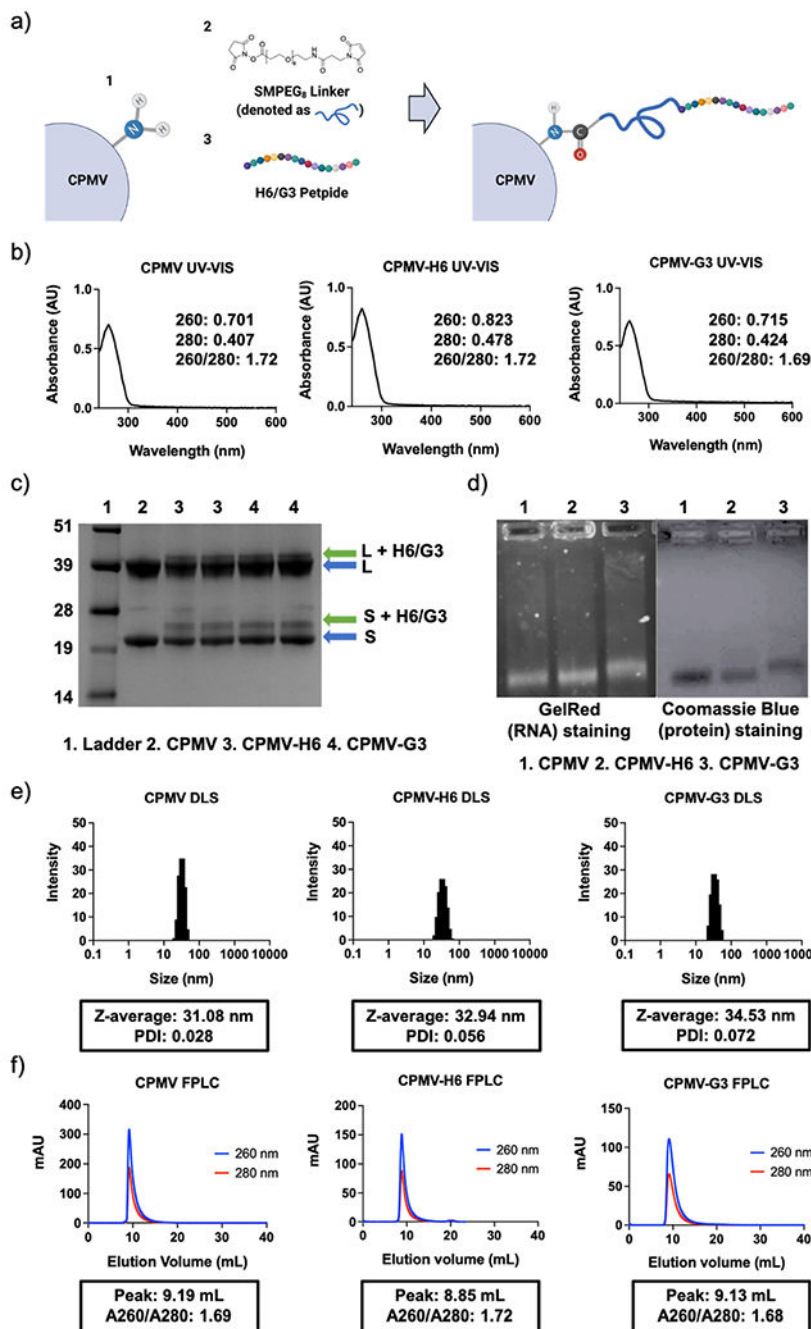 a)
1
2
SMPEG₈ Linker
(denoted as )
3
H6/G3 Petpide
CPMV
N
H
H
CPMV
H
N
C
O
b)
CPMV UV-VIS
Absorbance (AU)
1.0
0.5
0.0
260: 0.701
280: 0.407
260/280: 1.72
300 400 500 600
Wavelength (nm)
CPMV-H6 UV-VIS
Absorbance (AU)
1.0
0.5
0.0
260: 0.823
280: 0.478
260/280: 1.72
300 400 500 600
Wavelength (nm)
CPMV-G3 UV-VIS
Absorbance (AU)
1.0
0.5
0.0
260: 0.715
280: 0.424
260/280: 1.69
300 400 500 600
Wavelength (nm)
c)
1 2 3 3 4 4
51
39
28
19
14
L + H6/G3
L
S + H6/G3
S
1. Ladder 2. CPMV 3. CPMV-H6 4. CPMV-G3
d)
1 2 3 1 2 3
GelRed
(RNA) staining
Coomassie Blue
(protein) staining
1. CPMV 2. CPMV-H6 3. CPMV-G3
e)
CPMV DLS
Intensity
50
40
30
20
10
0
0.1 1 10 100 1000 10000
Size (nm)
Z-average: 31.08 nm
PDI: 0.028
CPMV-H6 DLS
Intensity
50
40
30
20
10
0
0.1 1 10 100 1000 10000
Size (nm)
Z-average: 32.94 nm
PDI: 0.056
CPMV-G3 DLS
Intensity
50
40
30
20
10
0
0.1 1 10 100 1000 10000
Size (nm)
Z-average: 34.53 nm
PDI: 0.072
f)
CPMV FPLC
mAU
400
300
200
100
0
260 nm
280 nm
0 10 20 30 40
Elution Volume (mL)
Peak: 9.19 mL
A260/A280: 1.69
CPMV-H6 FPLC
mAU
200
150
100
50
0
260 nm
280 nm
0 10 20 30 40
Elution volume (mL)
Peak: 8.85 mL
A260/A280: 1.72
CPMV-G3 FPLC
mAU
150
100
50
0
260 nm
280 nm
0 10 20 30 40
Elution volume (mL)
Peak: 9.13 mL
A260/A280: 1.68